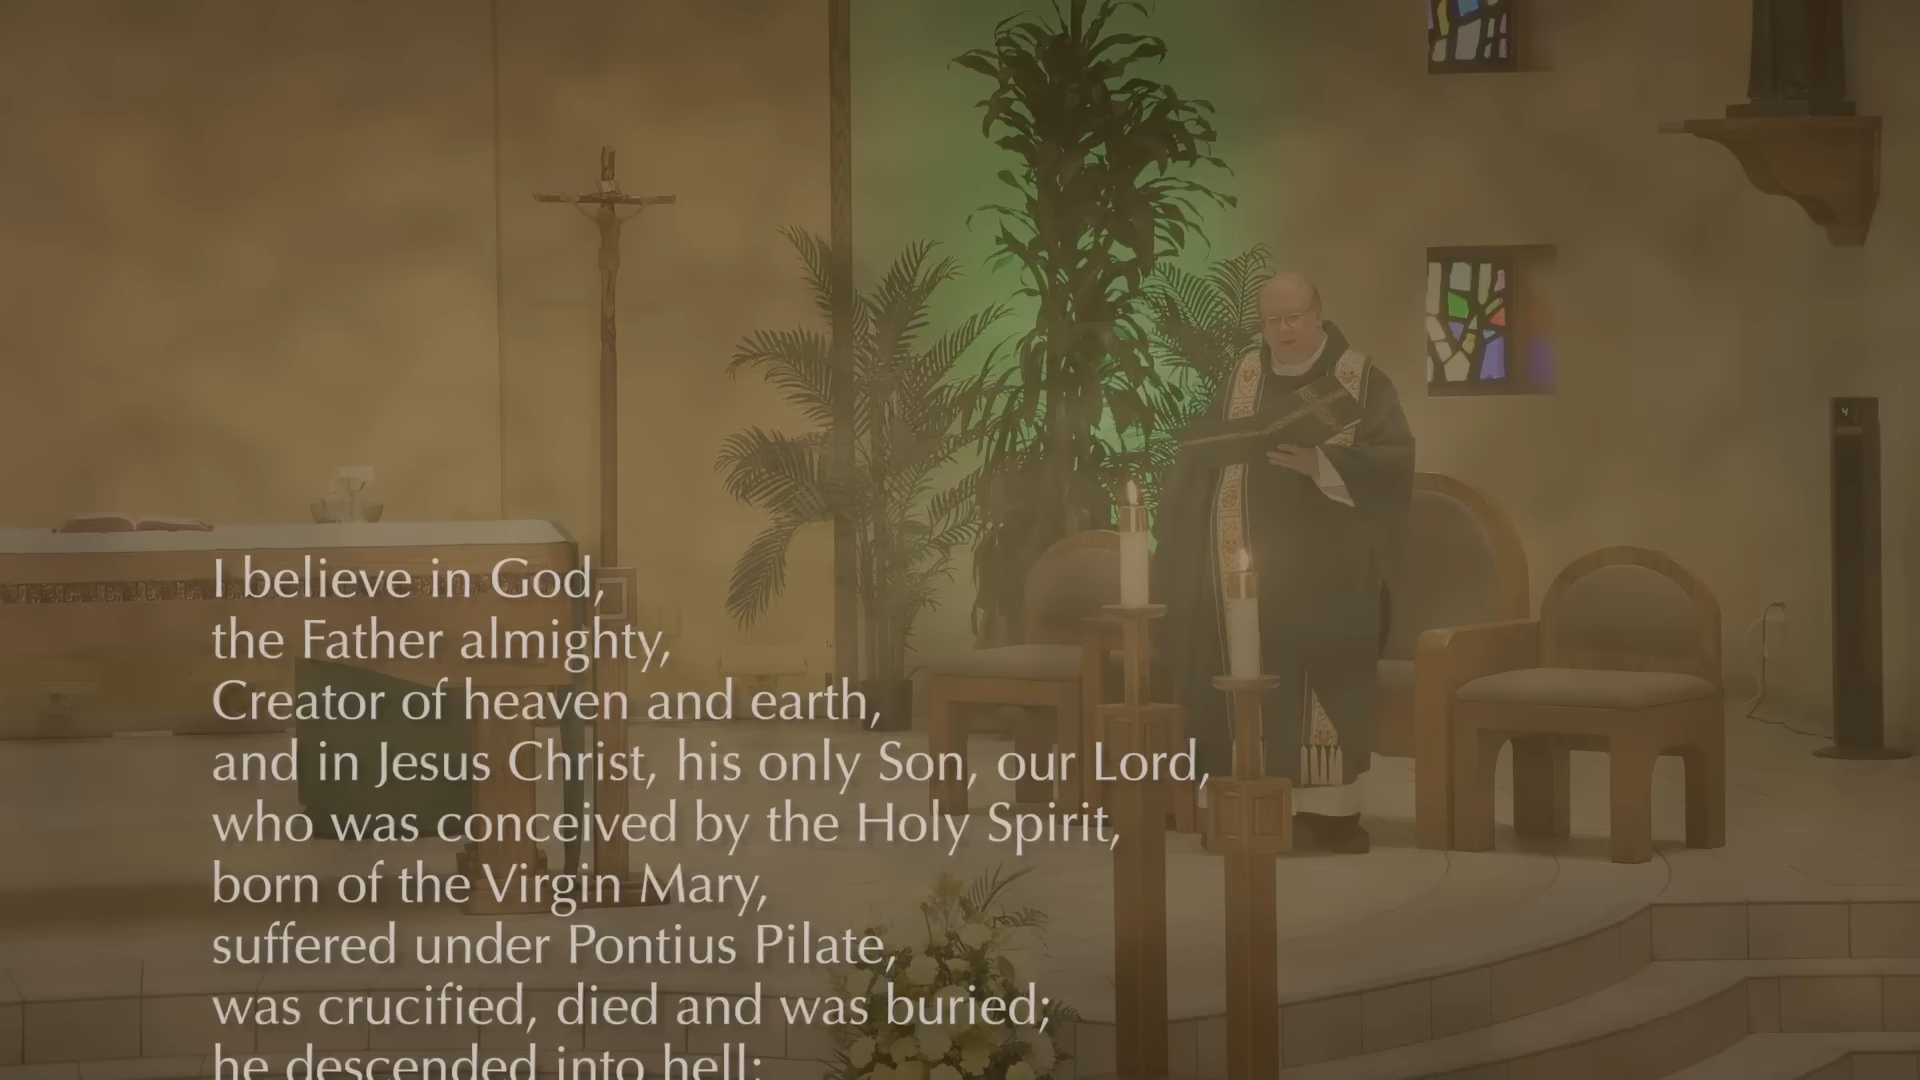 I believe in God,
the Father almighty,
Creator of heaven and earth,
and in Jesus Christ, his only Son, our Lord,
who was conceived by the Holy Spirit,
born of the Virgin Mary,
suffered under Pontius Pilate,
was crucified, died and was buried;
he descended into hell;